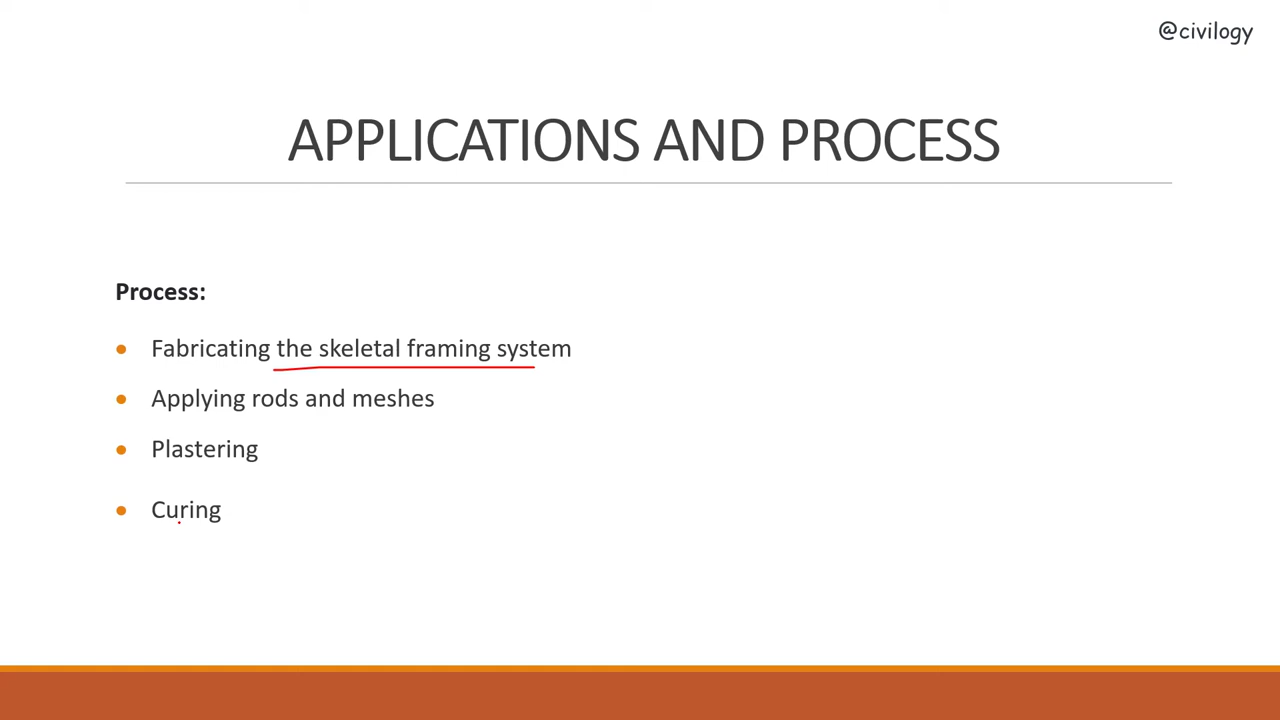 @civilogy
APPLICATIONS AND PROCESS
Process:
• Fabricating the skeletal framing system
• Applying rods and meshes
• Plastering
• Curing